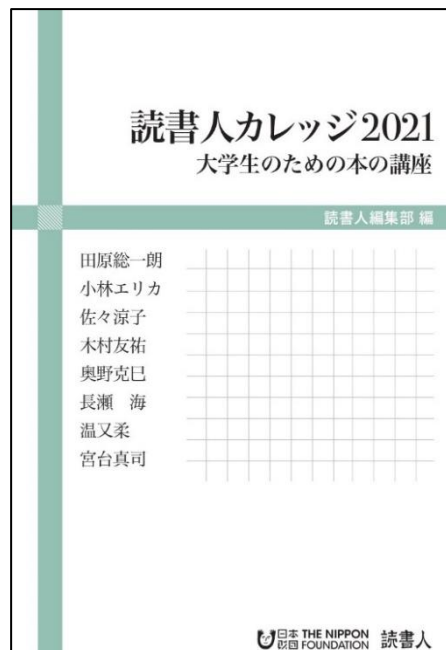 読書人カレッジ2021
大学生のための本の講座
読書人編集部 編
田原総一朗
小林エリカ
佐々涼子
木村友祐
奥野克巳
長瀬　海
温又柔
宮台真司
日本 THE NIPPON
財団 FOUNDATION 読書人